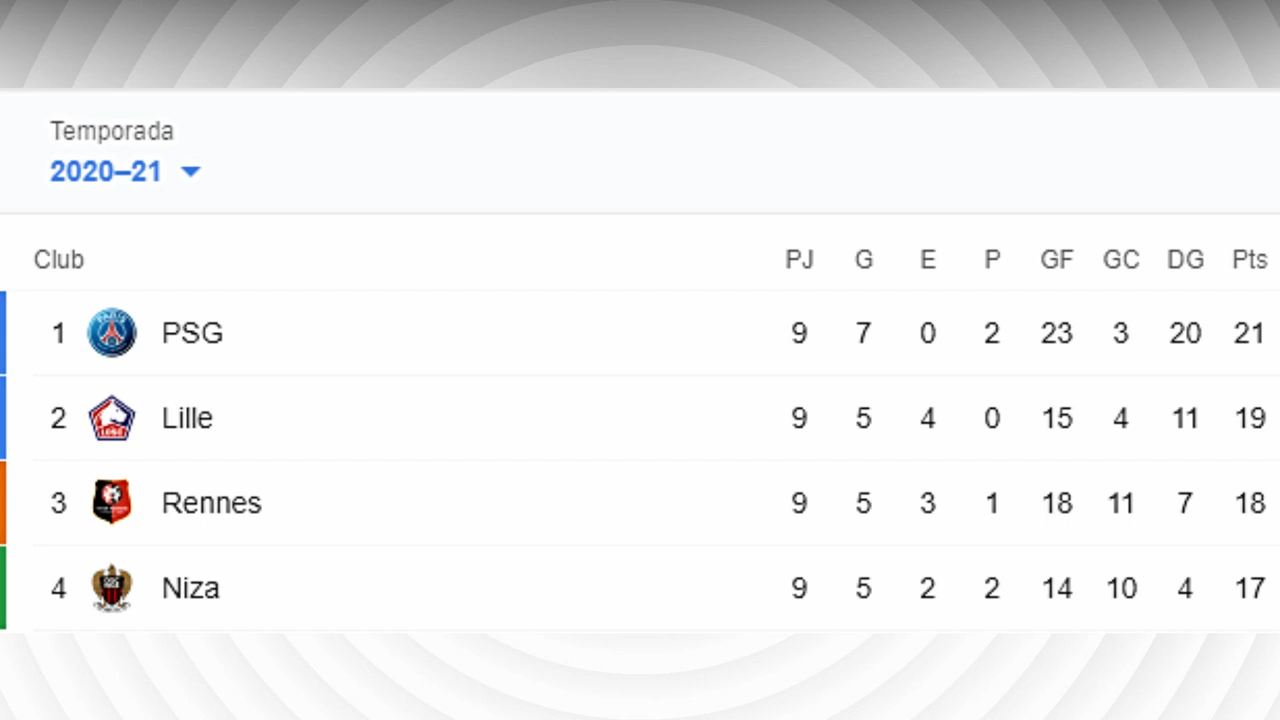 Temporada
2020–21
Club PJ G E P GF GC DG Pts
1 PSG 9 7 0 2 23 3 20 21
2 Lille 9 5 4 0 15 4 11 19
3 Rennes 9 5 3 1 18 11 7 18
4 Niza 9 5 2 2 14 10 4 17